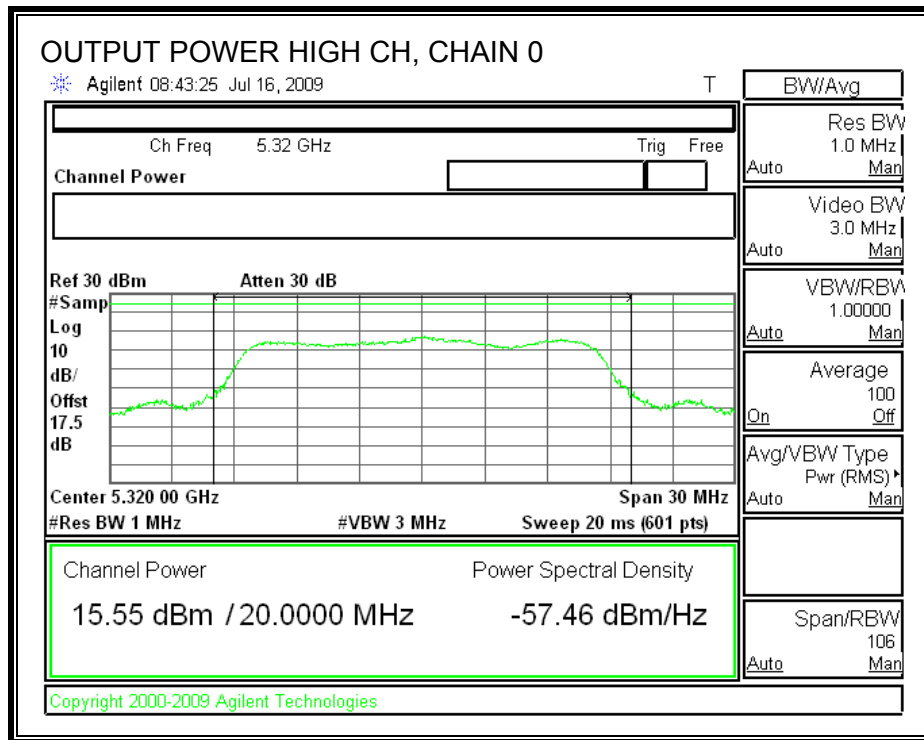 OUTPUT POWER HIGH CH, CHAIN 0
Agilent 08:43:25 Jul 16, 2009 T
BW/Avg
Ch Freq 5.32 GHz Trig Free
Channel Power
Res BW
1.0 MHz
Auto Man
Video BW
3.0 MHz
Auto Man
VBW/RBW
1.00000
Auto Man
Average
100
On Off
Avg/VBW Type
Pwr (RMS)
Auto Man
Span/RBW
106
Auto Man
Ref 30 dBm Atten 30 dB
#Samp
Log
10
dB/
Offst
17.5
dB
Center 5.320 00 GHz Span 30 MHz
#Res BW 1 MHz #VBW 3 MHz Sweep 20 ms (601 pts)
Channel Power Power Spectral Density
15.55 dBm / 20.0000 MHz -57.46 dBm/Hz
Copyright 2000-2009 Agilent Technologies